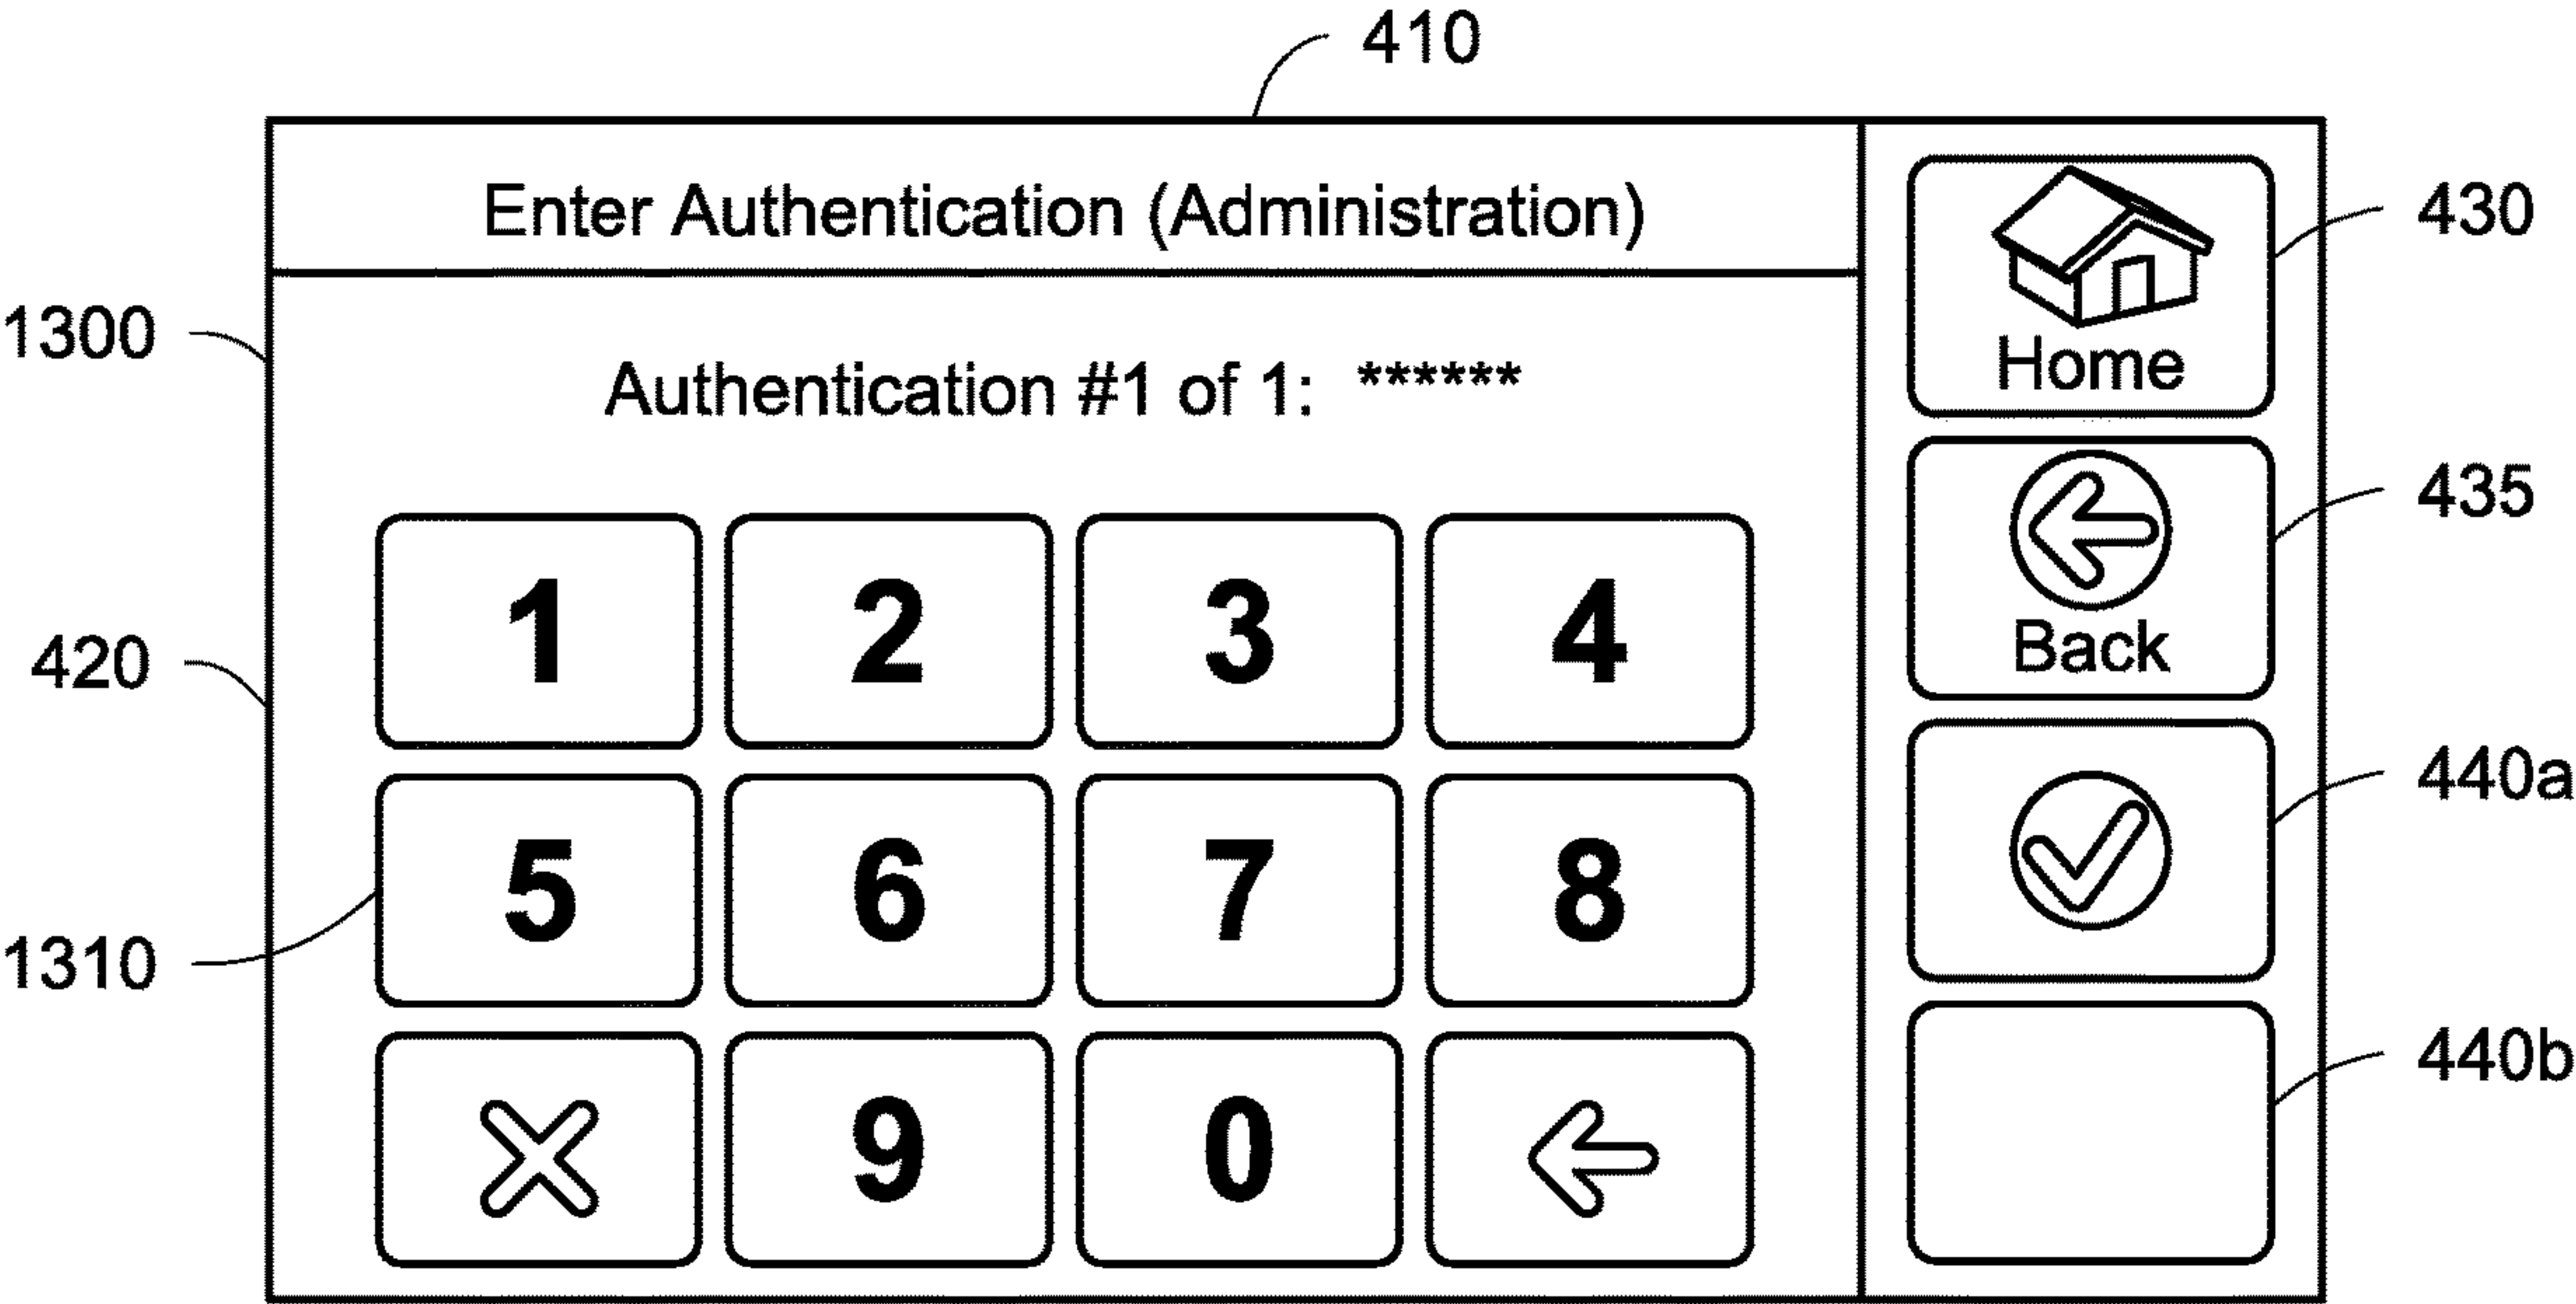 410
Enter Authentication (Administration)
430
Home
1300
Authentication #1 of 1: ******
435
Back
1 2 3 4
420
440a
5 6 7 8
1310
440b
9 0